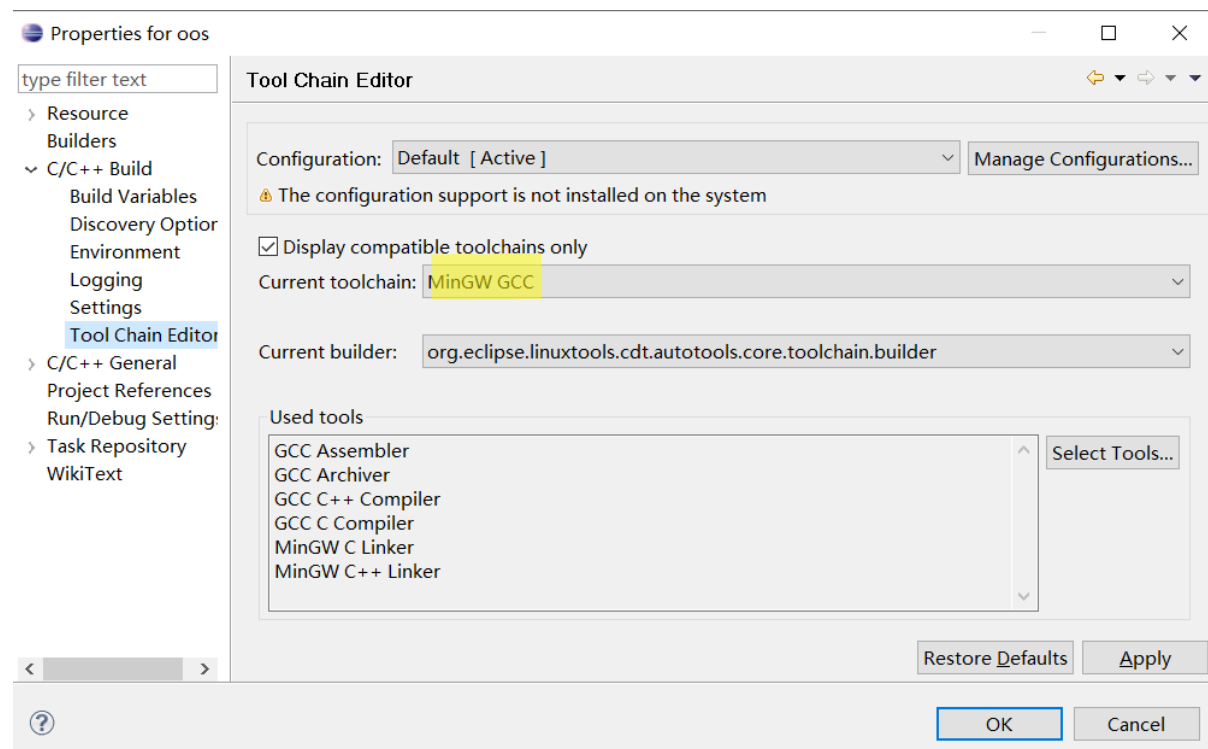 Properties for oos
type filter text
Resource
Builders
C/C++ Build
Build Variables
Discovery Option
Environment
Logging
Settings
Tool Chain Editor
C/C++ General
Project References
Run/Debug Settings
Task Repository
WikiText
Tool Chain Editor
Configuration: Default [ Active ] Manage Configurations...
The configuration support is not installed on the system
Display compatible toolchains only
Current toolchain: MinGW GCC
Current builder: org.eclipse.linuxtools.cdt.autotools.core.toolchain.builder
Used tools
GCC Assembler
GCC Archiver
GCC C++ Compiler
GCC C Compiler
MinGW C Linker
MinGW C++ Linker
Select Tools...
Restore Defaults Apply
OK Cancel